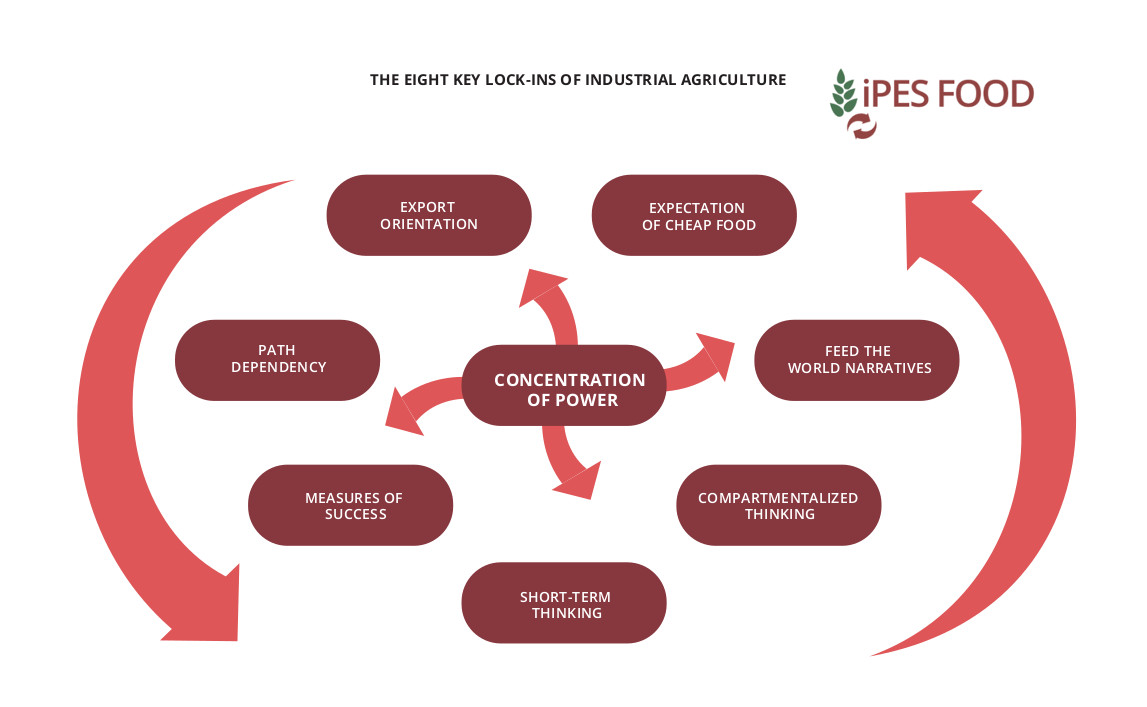 THE EIGHT KEY LOCK-INS OF INDUSTRIAL AGRICULTURE
iPES FOOD
EXPORT
ORIENTATION
EXPECTATION
OF CHEAP FOOD
PATH
DEPENDENCY
CONCENTRATION
OF POWER
FEED THE
WORLD NARRATIVES
MEASURES OF
SUCCESS
COMPARTMENTALIZED
THINKING
SHORT-TERM
THINKING